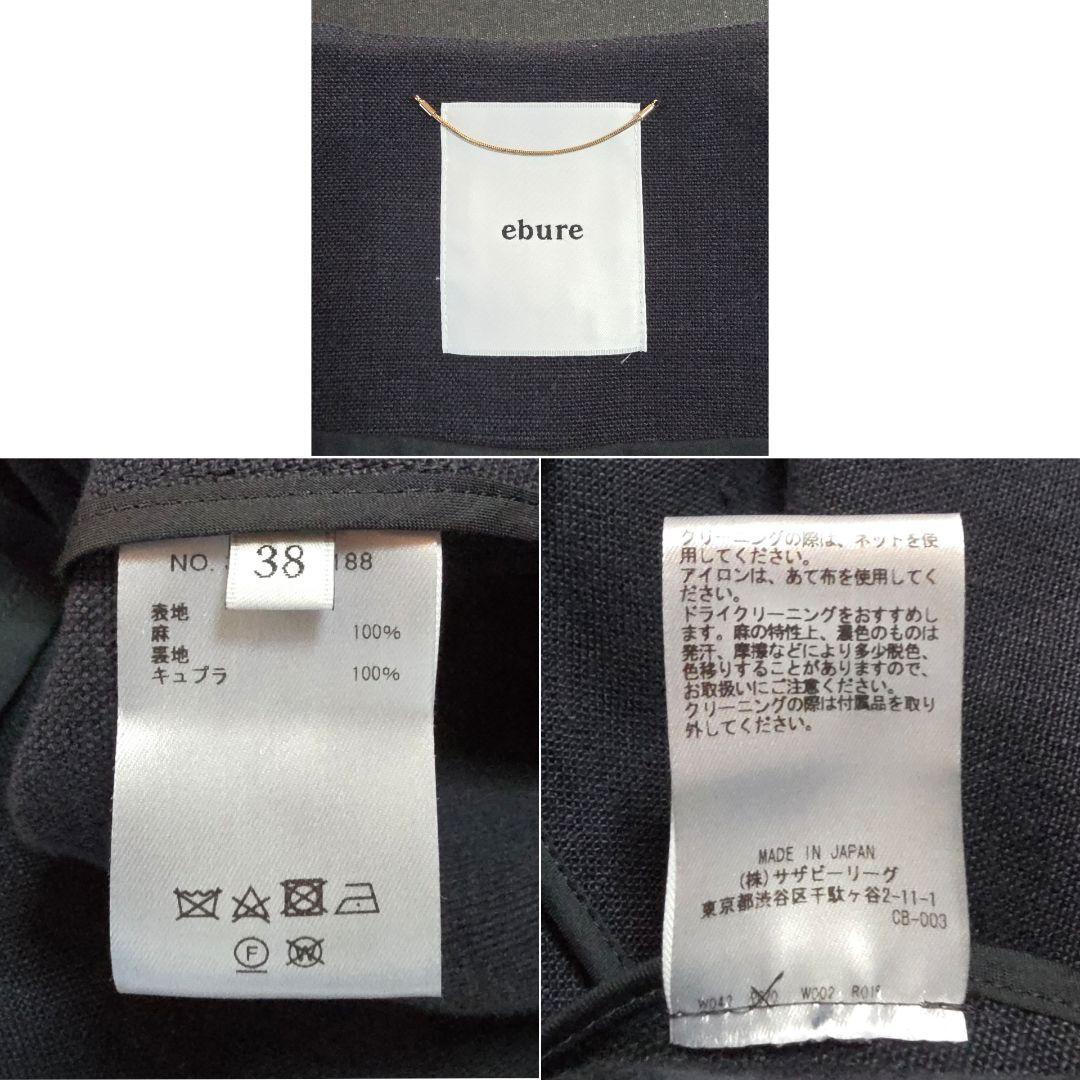 ebure
NO. 188
38
表地
麻 100%
裏地
キュプラ 100%
F
W
クリーニングの際は、ネットを使
用してください。
アイロンは、あて布を使用してく
ださい。
ドライクリーニングをおすすめし
ます。麻の特性上、濃色のものは
発汗、摩擦などにより多少脱色、
色移りすることがありますので、
お取扱いにご注意ください。
クリーニングの際は付属品を取り
外してください。
MADE IN JAPAN
(株)サザビーリーグ
東京都渋谷区千駄ヶ谷2-11-1
CB-003
W002